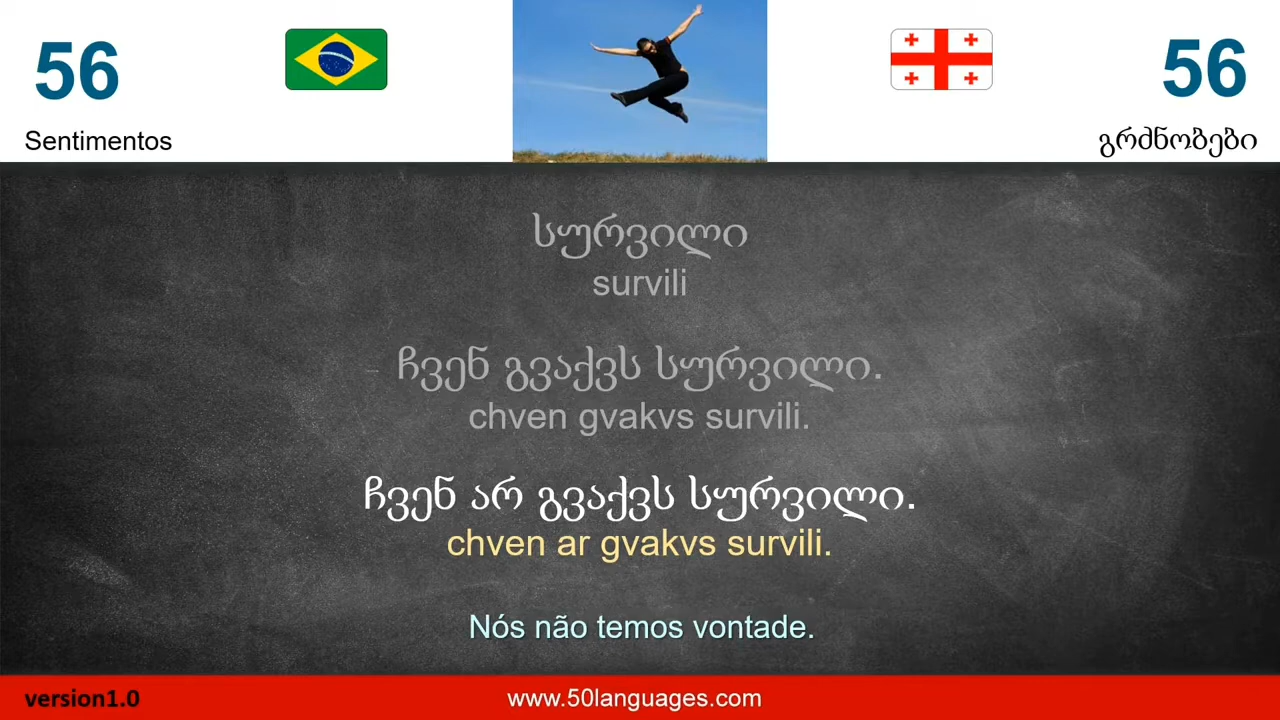 56
56
Sentimentos
გრძნობები
სურვილი
survili
ჩვენ გვაქვს სურვილი.
chven gvakvs survili.
ჩვენ არ გვაქვს სურვილი.
chven ar gvakvs survili.
Nós não temos vontade.
version1.0
www.50languages.com